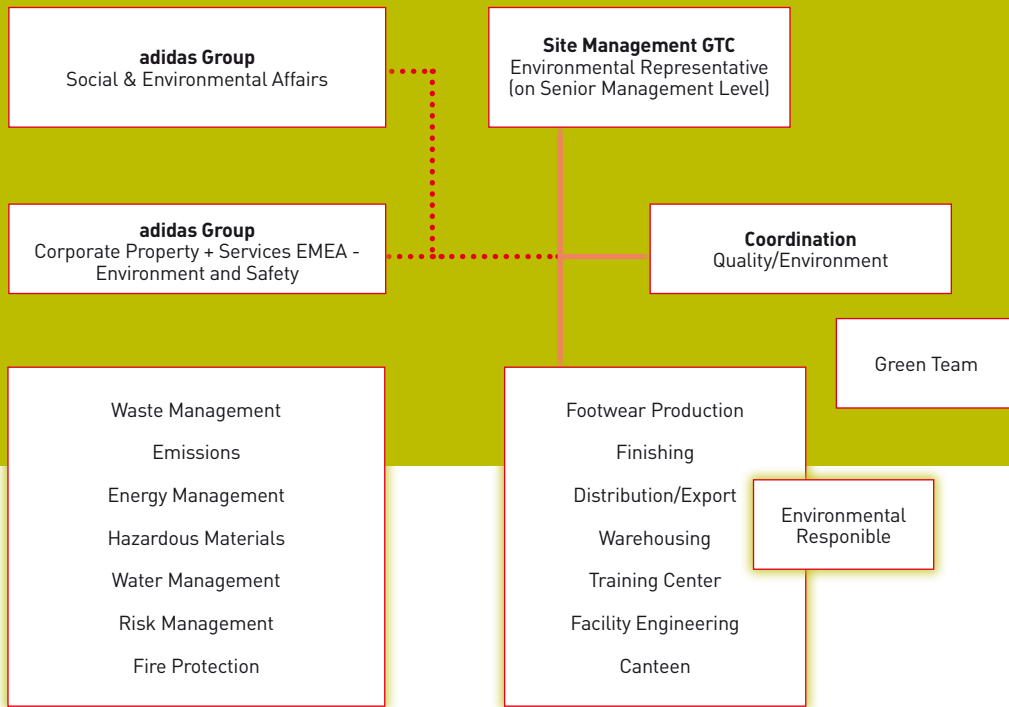 adidas Group
Social & Environmental Affairs
Site Management GTC
Environmental Representative
(on Senior Management Level)
adidas Group
Corporate Property + Services EMEA -
Environment and Safety
Coordination
Quality/Environment
Green Team
Waste Management
Emissions
Energy Management
Hazardous Materials
Water Management
Risk Management
Fire Protection
Footwear Production
Finishing
Distribution/Export
Warehousing
Training Center
Facility Engineering
Canteen
Environmental
Responible